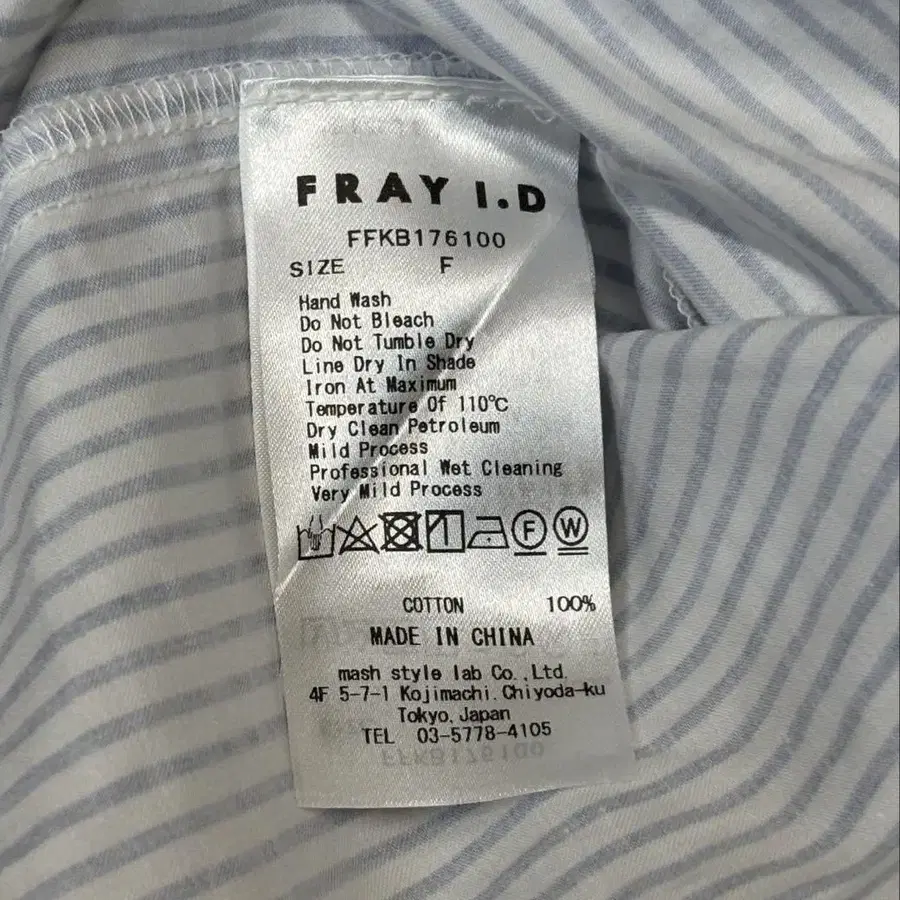 FRAY I.D
FFKB176100
SIZE F
Hand Wash
Do Not Bleach
Do Not Tumble Dry
Line Dry In Shade
Iron At Maximum
Temperature Of 110℃
Dry Clean Petroleum
Mild Process
Professional Wet Cleaning
Very Mild Process
F W
COTTON 100%
MADE IN CHINA
mash style lab Co.,Ltd.
4F 5-7-1 Kojimachi. Chiyoda-ku
Tokyo, Japan
TEL 03-5778-4105